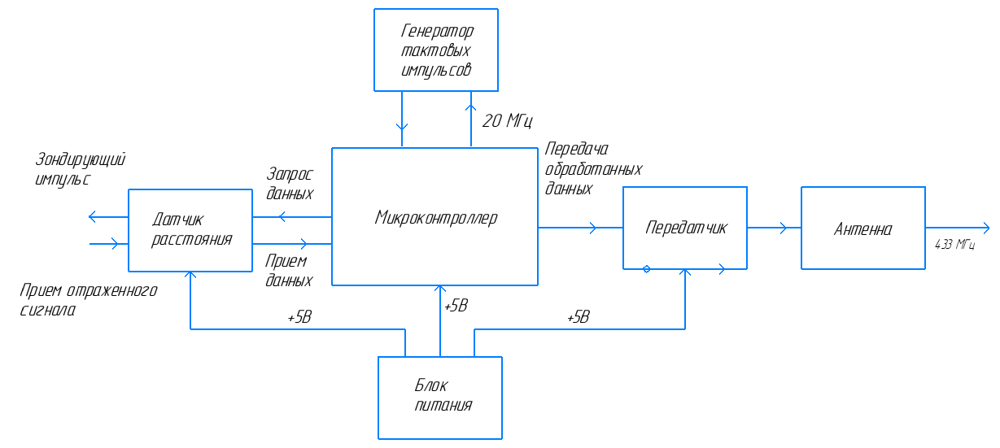 Генератор
тактовых
импульсов
20 МГц
Зондирующий
импульс
Запрос
данных
Передача
обработанных
данных
Датчик
расстояния
Микроконтроллер
Передатчик
Антенна
433 МГц
Прием
данных
Прием отраженного
сигнала
+5В
+5В
+5В
Блок
питания